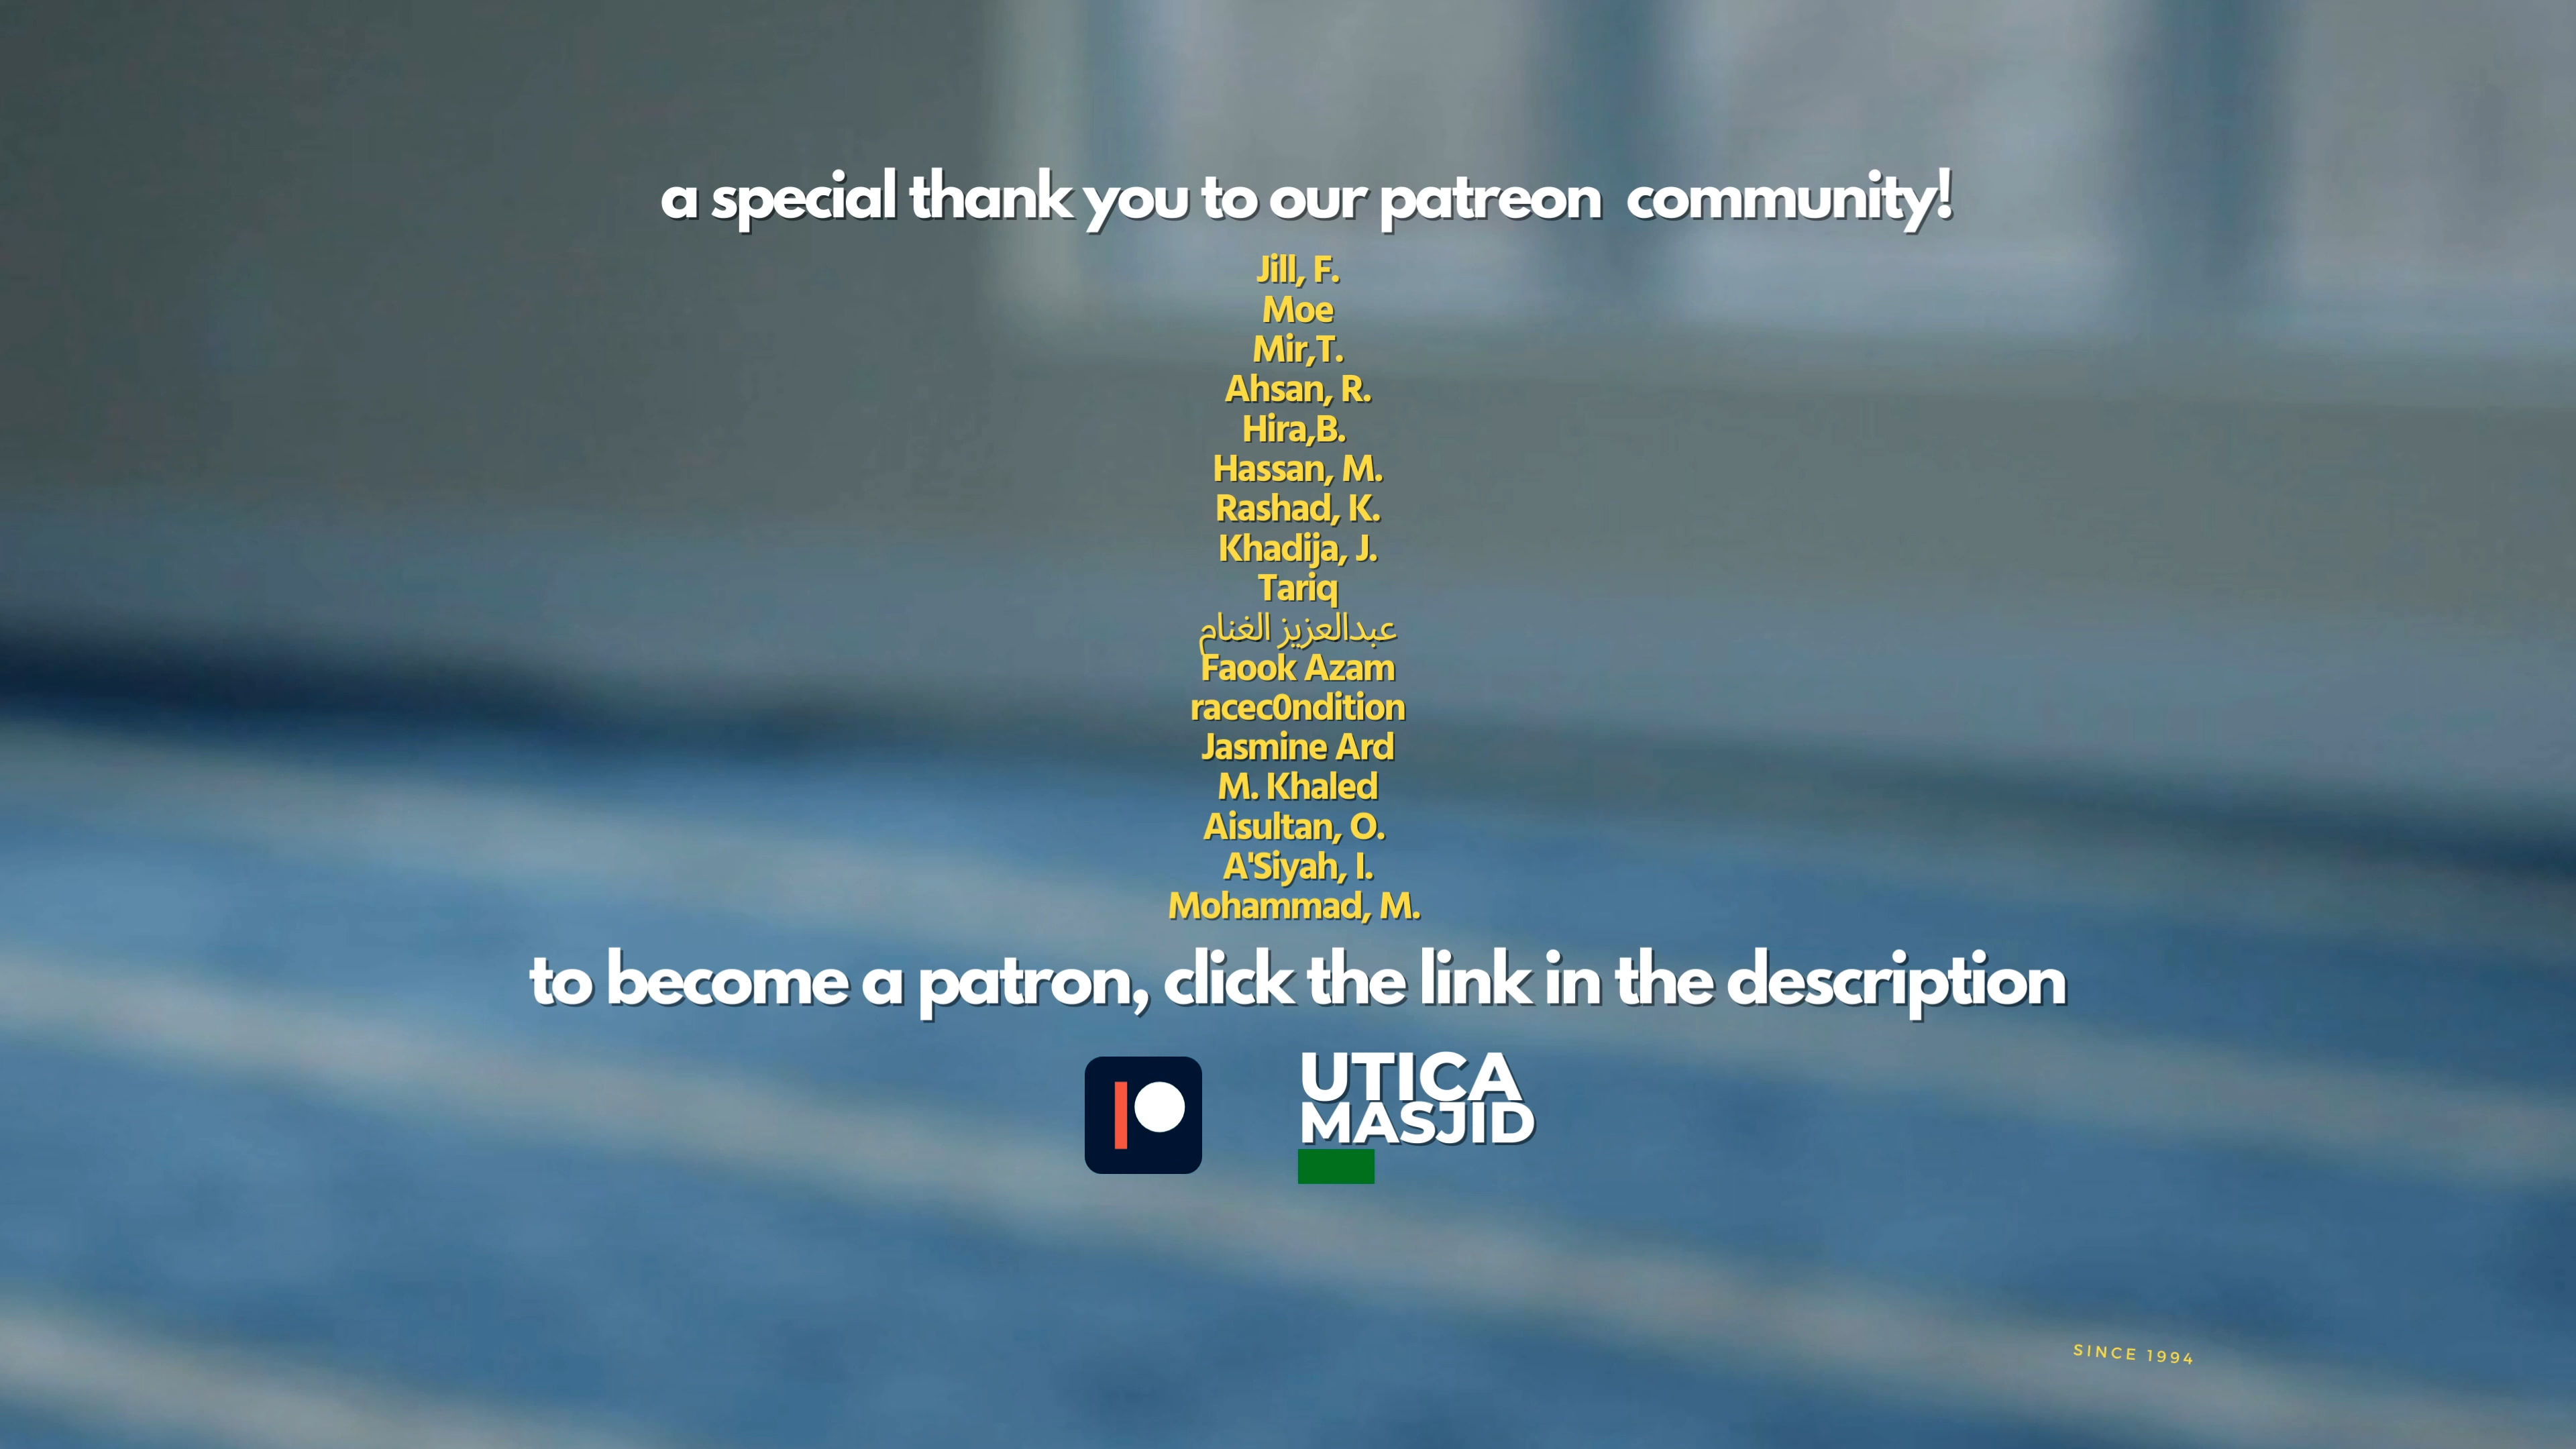 a special thank you to our patreon community!
Jill, F.
Moe
Mir,T.
Ahsan, R.
Hira,B.
Hassan, M.
Rashad, K.
Khadija, J.
Tariq
عبدالعزيز الغنام
Faook Azam
racec0ndition
Jasmine Ard
M. Khaled
Aisultan, O.
A'Siyah, I.
Mohammad, M.
to become a patron, click the link in the description
UTICA
MASJID
SINCE 1994